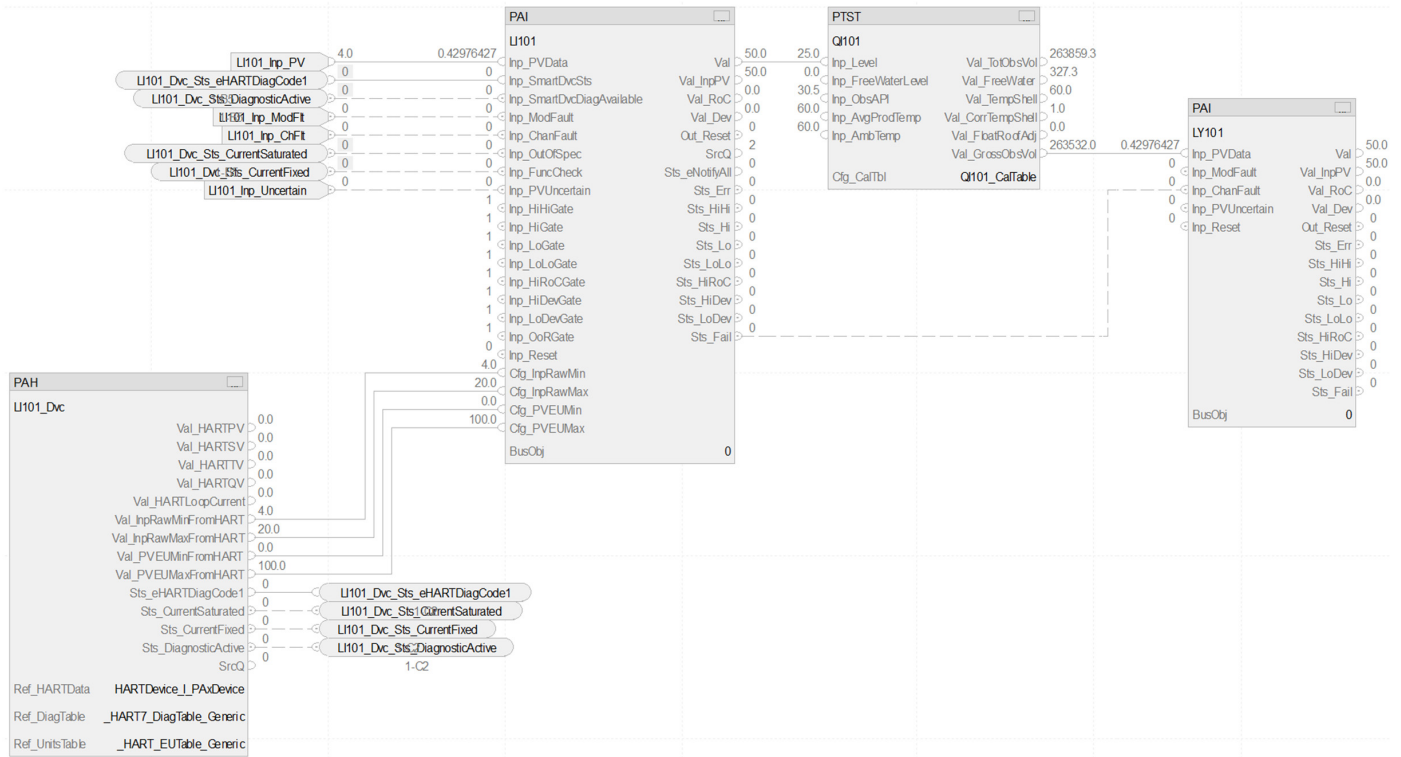 PAI
LI101
LI101_Inp_PV 4.0 0.42976427 Inp_PVData Val 50.0
LI101_Dvc_Sts_eHARTDiagCode1 0 0 Inp_SmartDvcSts Val_InpPV 50.0
LI101_Dvc_Sts_DiagnosticActive 0 0 Inp_SmartDvcDiagAvailable Val_RoC 0.0
LI101_Inp_ModFlt 0 0 Inp_ModFault Val_Dev 0.0
LI101_Inp_ChFlt 0 0 Inp_ChanFault Out_Reset 0
LI101_Dvc_Sts_CurrentSaturated 0 0 Inp_OutOfSpec SrcQ 2
LI101_Dvc_Sts_CurrentFixed 0 0 Inp_FuncCheck Sts_eNotifyAll 0
LI101_Inp_Uncertain 0 0 Inp_PVUncertain Sts_Err 0
1 Inp_HiHiGate Sts_HiHi 0
1 Inp_HiGate Sts_Hi 0
1 Inp_LoGate Sts_Lo 0
1 Inp_LoLoGate Sts_LoLo 0
1 Inp_HiRoCGate Sts_HiRoC 0
1 Inp_HiDevGate Sts_HiDev 0
1 Inp_LoDevGate Sts_LoDev 0
1 Inp_OoRGate Sts_Fail 0
0 Inp_Reset
4.0 Cfg_InpRawMin
20.0 Cfg_InpRawMax
0.0 Cfg_PVEUMin
100.0 Cfg_PVEUMax
BusObj 0
PTST
QI101
25.0 Inp_Level Val_TotObsVol 263859.3
0.0 Inp_FreeWaterLevel Val_FreeWater 327.3
30.5 Inp_ObsAPI Val_TempShell 60.0
60.0 Inp_AvgProdTemp Val_CorrTempShell 1.0
60.0 Inp_AmbTemp Val_FloatRoofAdj 0.0
Val_GrossObsVol 263532.0
Cfg_CalTbl QI101_CalTable
PAI
LY101
0.42976427 Inp_PVData Val 50.0
0 Inp_ModFault Val_InpPV 50.0
0 Inp_ChanFault Val_RoC 0.0
0 Inp_PVUncertain Val_Dev 0.0
0 Inp_Reset Out_Reset 0
Sts_Err 0
Sts_HiHi 0
Sts_Hi 0
Sts_Lo 0
Sts_LoLo 0
Sts_HiRoC 0
Sts_HiDev 0
Sts_LoDev 0
Sts_Fail 0
BusObj 0
PAH
LI101_Dvc
Val_HARTPV 0.0
Val_HARTSV 0.0
Val_HARTTV 0.0
Val_HARTQV 0.0
Val_HARTLoopCurrent 0.0
Val_InpRawMinFromHART 4.0
Val_InpRawMaxFromHART 20.0
Val_PVEUMinFromHART 0.0
Val_PVEUMaxFromHART 100.0
Sts_eHARTDiagCode1 0 LI101_Dvc_Sts_eHARTDiagCode1
Sts_CurrentSaturated 0 LI101_Dvc_Sts_CurrentSaturated
Sts_CurrentFixed 0 LI101_Dvc_Sts_CurrentFixed
Sts_DiagnosticActive 0 LI101_Dvc_Sts_DiagnosticActive
SrcQ 0
1-C2
Ref_HARTData HARTDevice_I_PAxDevice
Ref_DiagTable _HART7_DiagTable_Generic
Ref_UnitsTable _HART_EUTable_Generic